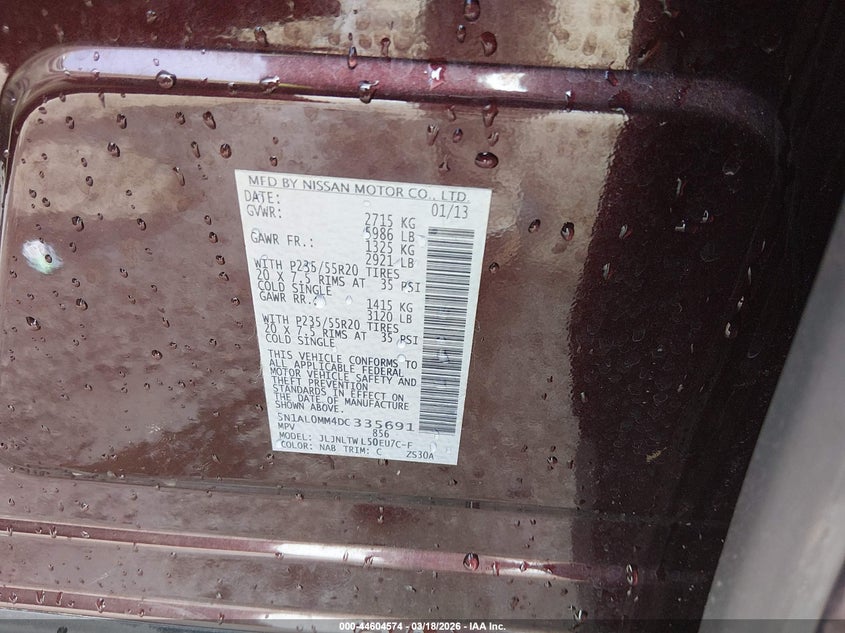 MFD BY NISSAN MOTOR CO., LTD.
DATE: 01/13
GVWR: 2715 KG
5986 LB
GAWR FR.: 1325 KG
2921 LB
WITH P235/55R20 TIRES
20 X 7.5 RIMS AT 35 PSI
COLD SINGLE
GAWR RR.: 1415 KG
3120 LB
WITH P235/55R20 TIRES
20 X 7.5 RIMS AT 35 PSI
COLD SINGLE
THIS VEHICLE CONFORMS TO
ALL APPLICABLE FEDERAL
MOTOR VEHICLE SAFETY AND
THEFT PREVENTION
STANDARDS IN EFFECT ON
THE DATE OF MANUFACTURE
SHOWN ABOVE.
5N1AL0MM4DC335691
MPV 856
MODEL: JLJNLTWL50EU7C-F
COLOR: NAB TRIM: C 2S30A
000-44604574 - 03/18/2026 - IAA Inc.